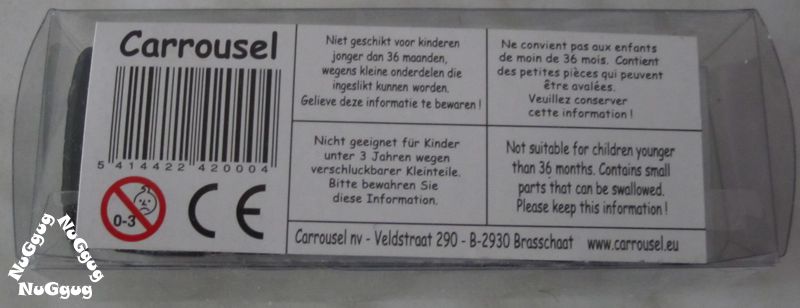 Carrousel
5 414422 420004
0-3
CE
Niet geschikt voor kinderen
jonger dan 36 maanden,
wegens kleine onderdelen die
ingeslikt kunnen worden.
Gelieve deze informatie te bewaren !
Ne convient pas aux enfants
de moin de 36 mois. Contient
des petites pièces qui peuvent
être avalées.
Veuillez conserver
cette information !
Nicht geeignet für Kinder
unter 3 Jahren wegen
verschluckbarer Kleinteile.
Bitte bewahren Sie
diese Information.
Not suitable for children younger
than 36 months. Contains small
parts that can be swallowed.
Please keep this information !
Carrousel nv - Veldstraat 290 - B-2930 Brasschaat www.carrousel.eu
NuGgug
NuGgug
NuGgug